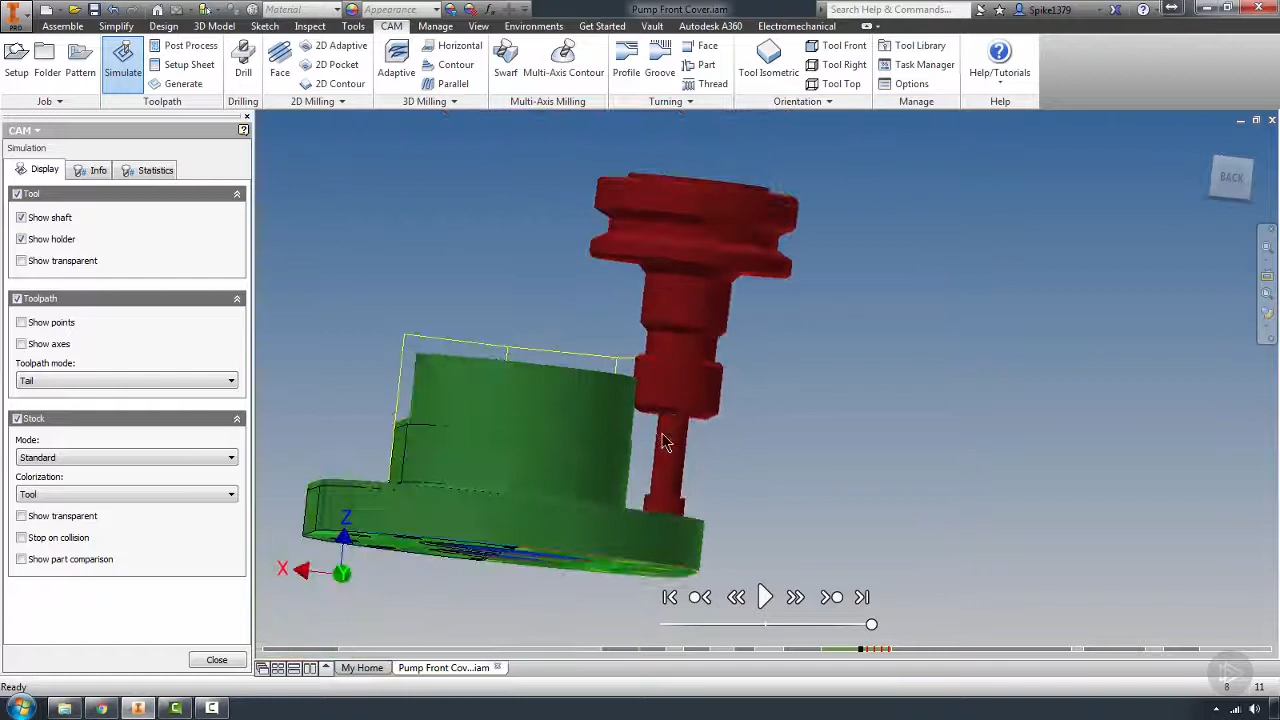 Material
Appearance
Pump Front Cover.iam
Search Help & Commands...
Spike1379
PRO
Assemble Design 3D Model Sketch Inspect Tools CAM Manage View Environments Get Started Vault Autodesk A360 Electromechanical
Setup Folder Pattern
Job
Simulate
Post Process
Setup Sheet
Generate
Toolpath
Drill
Drilling
Face
2D Adaptive
2D Pocket
2D Contour
2D Milling
Adaptive
Horizontal
Contour
Parallel
3D Milling
Swarf Multi-Axis Contour
Multi-Axis Milling
Profile Groove
Face
Part
Thread
Turning
Tool Isometric
Tool Front
Tool Right
Tool Top
Orientation
Tool Library
Task Manager
Options
Manage
Help/Tutorials
Help
CAM
Simulation
Display Info Statistics
Tool
Show shaft
Show holder
Show transparent
Toolpath
Show points
Show axes
Toolpath mode:
Tail
Stock
Mode:
Standard
Colorization:
Tool
Show transparent
Stop on collision
Show part comparison
Close
BACK
Z
X
Y
My Home
Pump Front Cov...iam
Ready
8 11